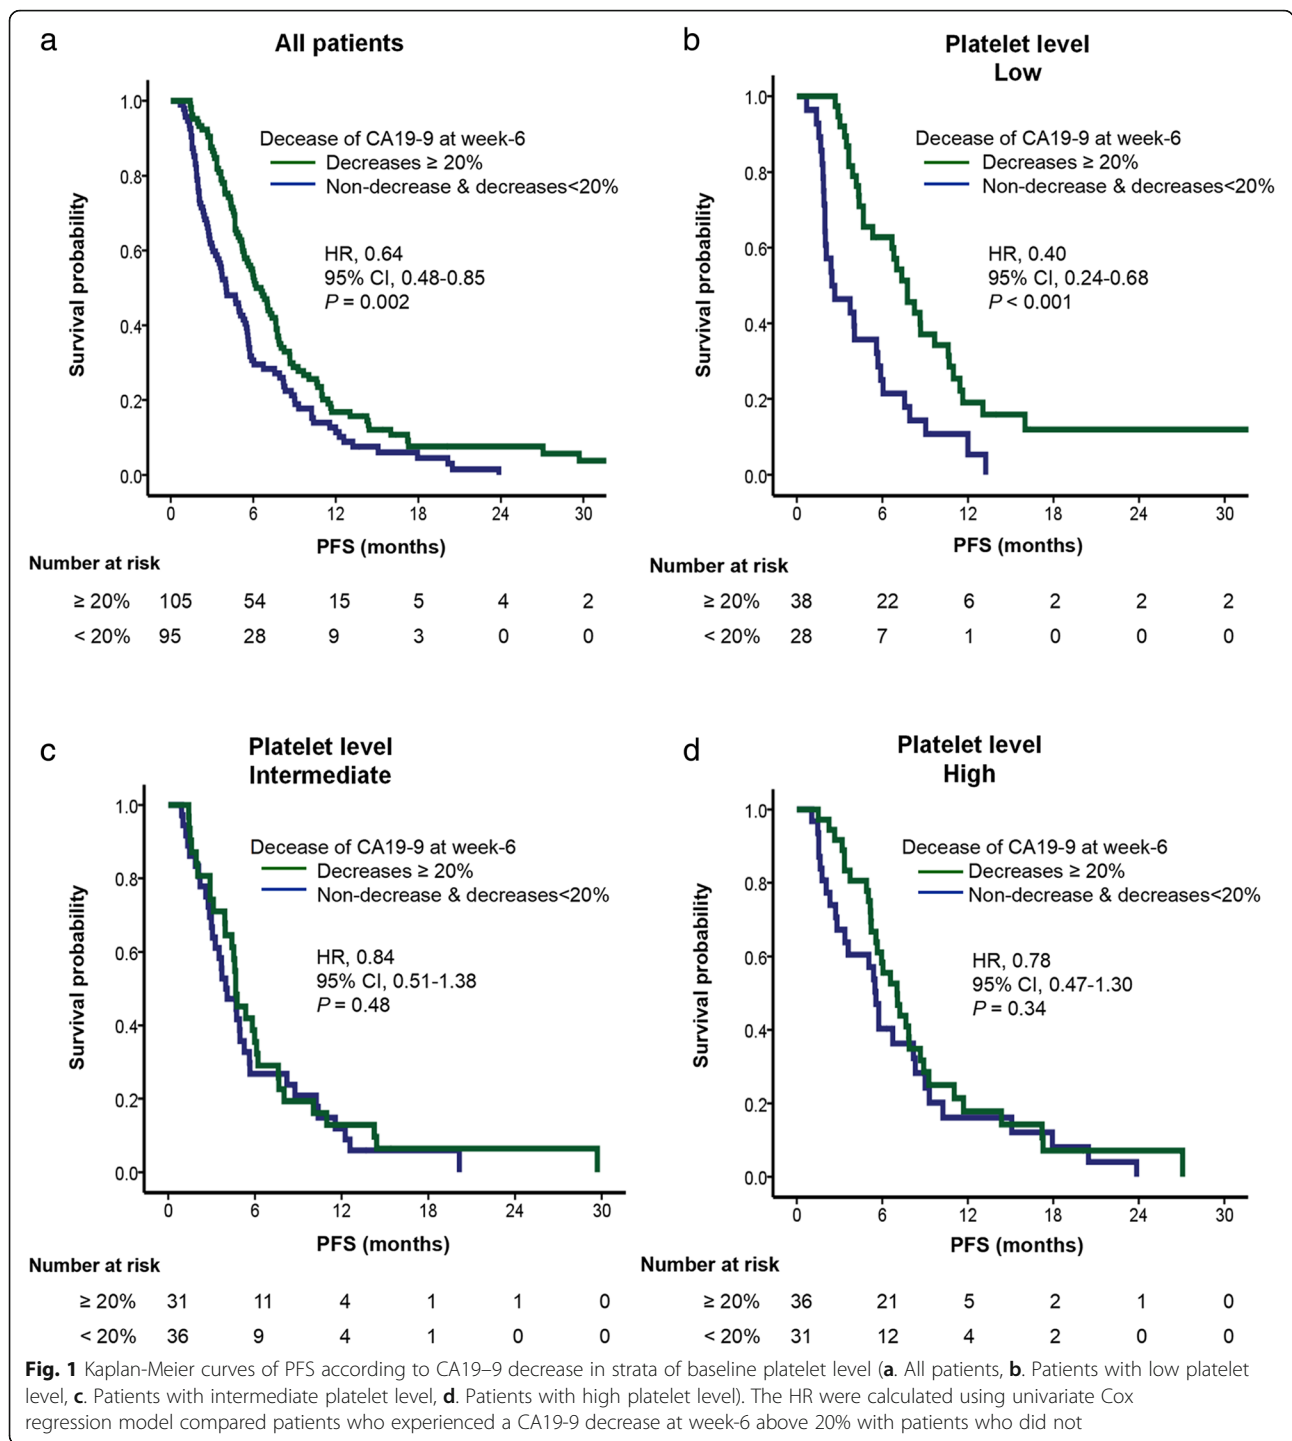 a
All patients
1.0
0.8
0.6
0.4
0.2
0.0
Survival probability
Decease of CA19-9 at week-6
Decreases ≥ 20%
Non-decrease & decreases<20%
HR, 0.64
95% CI, 0.48-0.85
P = 0.002
0 6 12 18 24 30
PFS (months)
Number at risk
≥ 20% 105 54 15 5 4 2
< 20% 95 28 9 3 0 0
b
Platelet level
Low
1.0
0.8
0.6
0.4
0.2
0.0
Survival probability
Decease of CA19-9 at week-6
Decreases ≥ 20%
Non-decrease & decreases<20%
HR, 0.40
95% CI, 0.24-0.68
P < 0.001
0 6 12 18 24 30
PFS (months)
Number at risk
≥ 20% 38 22 6 2 2 2
< 20% 28 7 1 0 0 0
c
Platelet level
Intermediate
1.0
0.8
0.6
0.4
0.2
0.0
Survival probability
Decease of CA19-9 at week-6
Decreases ≥ 20%
Non-decrease & decreases<20%
HR, 0.84
95% CI, 0.51-1.38
P = 0.48
0 6 12 18 24 30
PFS (months)
Number at risk
≥ 20% 31 11 4 1 1 0
< 20% 36 9 4 1 0 0
d
Platelet level
High
1.0
0.8
0.6
0.4
0.2
0.0
Survival probability
Decease of CA19-9 at week-6
Decreases ≥ 20%
Non-decrease & decreases<20%
HR, 0.78
95% CI, 0.47-1.30
P = 0.34
0 6 12 18 24 30
PFS (months)
Number at risk
≥ 20% 36 21 5 2 1 0
< 20% 31 12 4 2 0 0
Fig. 1 Kaplan-Meier curves of PFS according to CA19–9 decrease in strata of baseline platelet level (a. All patients, b. Patients with low platelet
level, c. Patients with intermediate platelet level, d. Patients with high platelet level). The HR were calculated using univariate Cox
regression model compared patients who experienced a CA19-9 decrease at week-6 above 20% with patients who did not